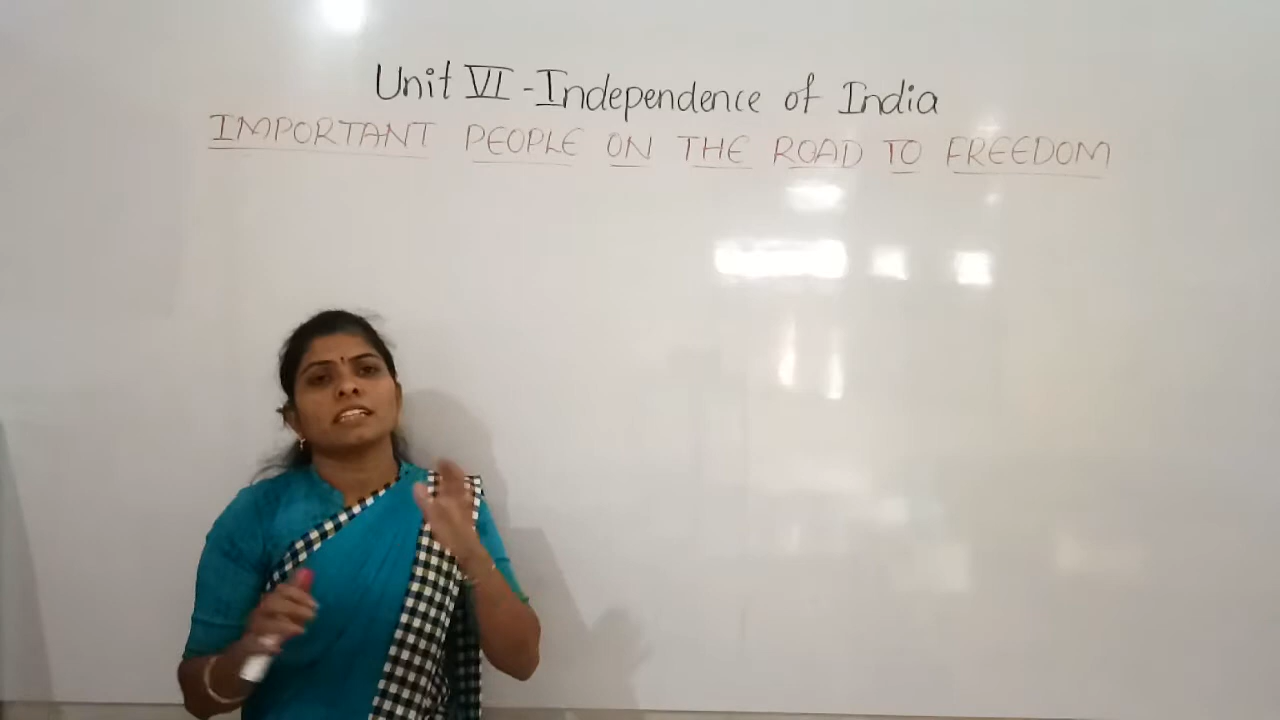 Unit VI - Independence of India
IMPORTANT PEOPLE ON THE ROAD TO FREEDOM